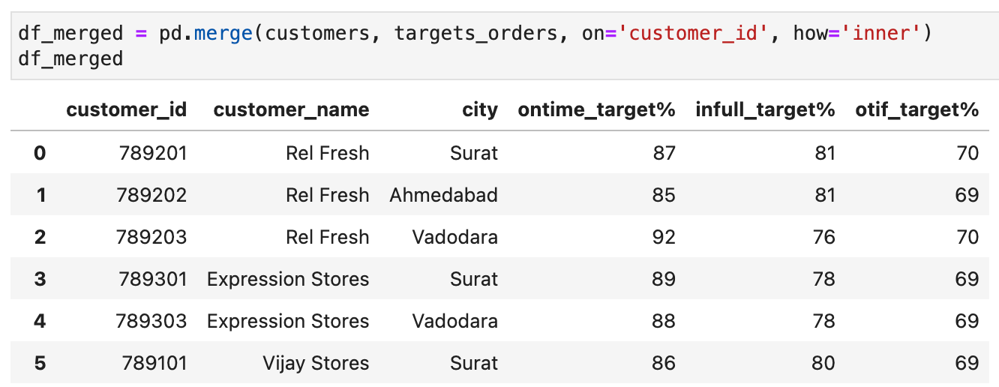 df_merged = pd.merge(customers, targets_orders, on='customer_id', how='inner')
df_merged
customer_id customer_name city ontime_target% infull_target% otif_target%
0 789201 Rel Fresh Surat 87 81 70
1 789202 Rel Fresh Ahmedabad 85 81 69
2 789203 Rel Fresh Vadodara 92 76 70
3 789301 Expression Stores Surat 89 78 69
4 789303 Expression Stores Vadodara 88 78 69
5 789101 Vijay Stores Surat 86 80 69